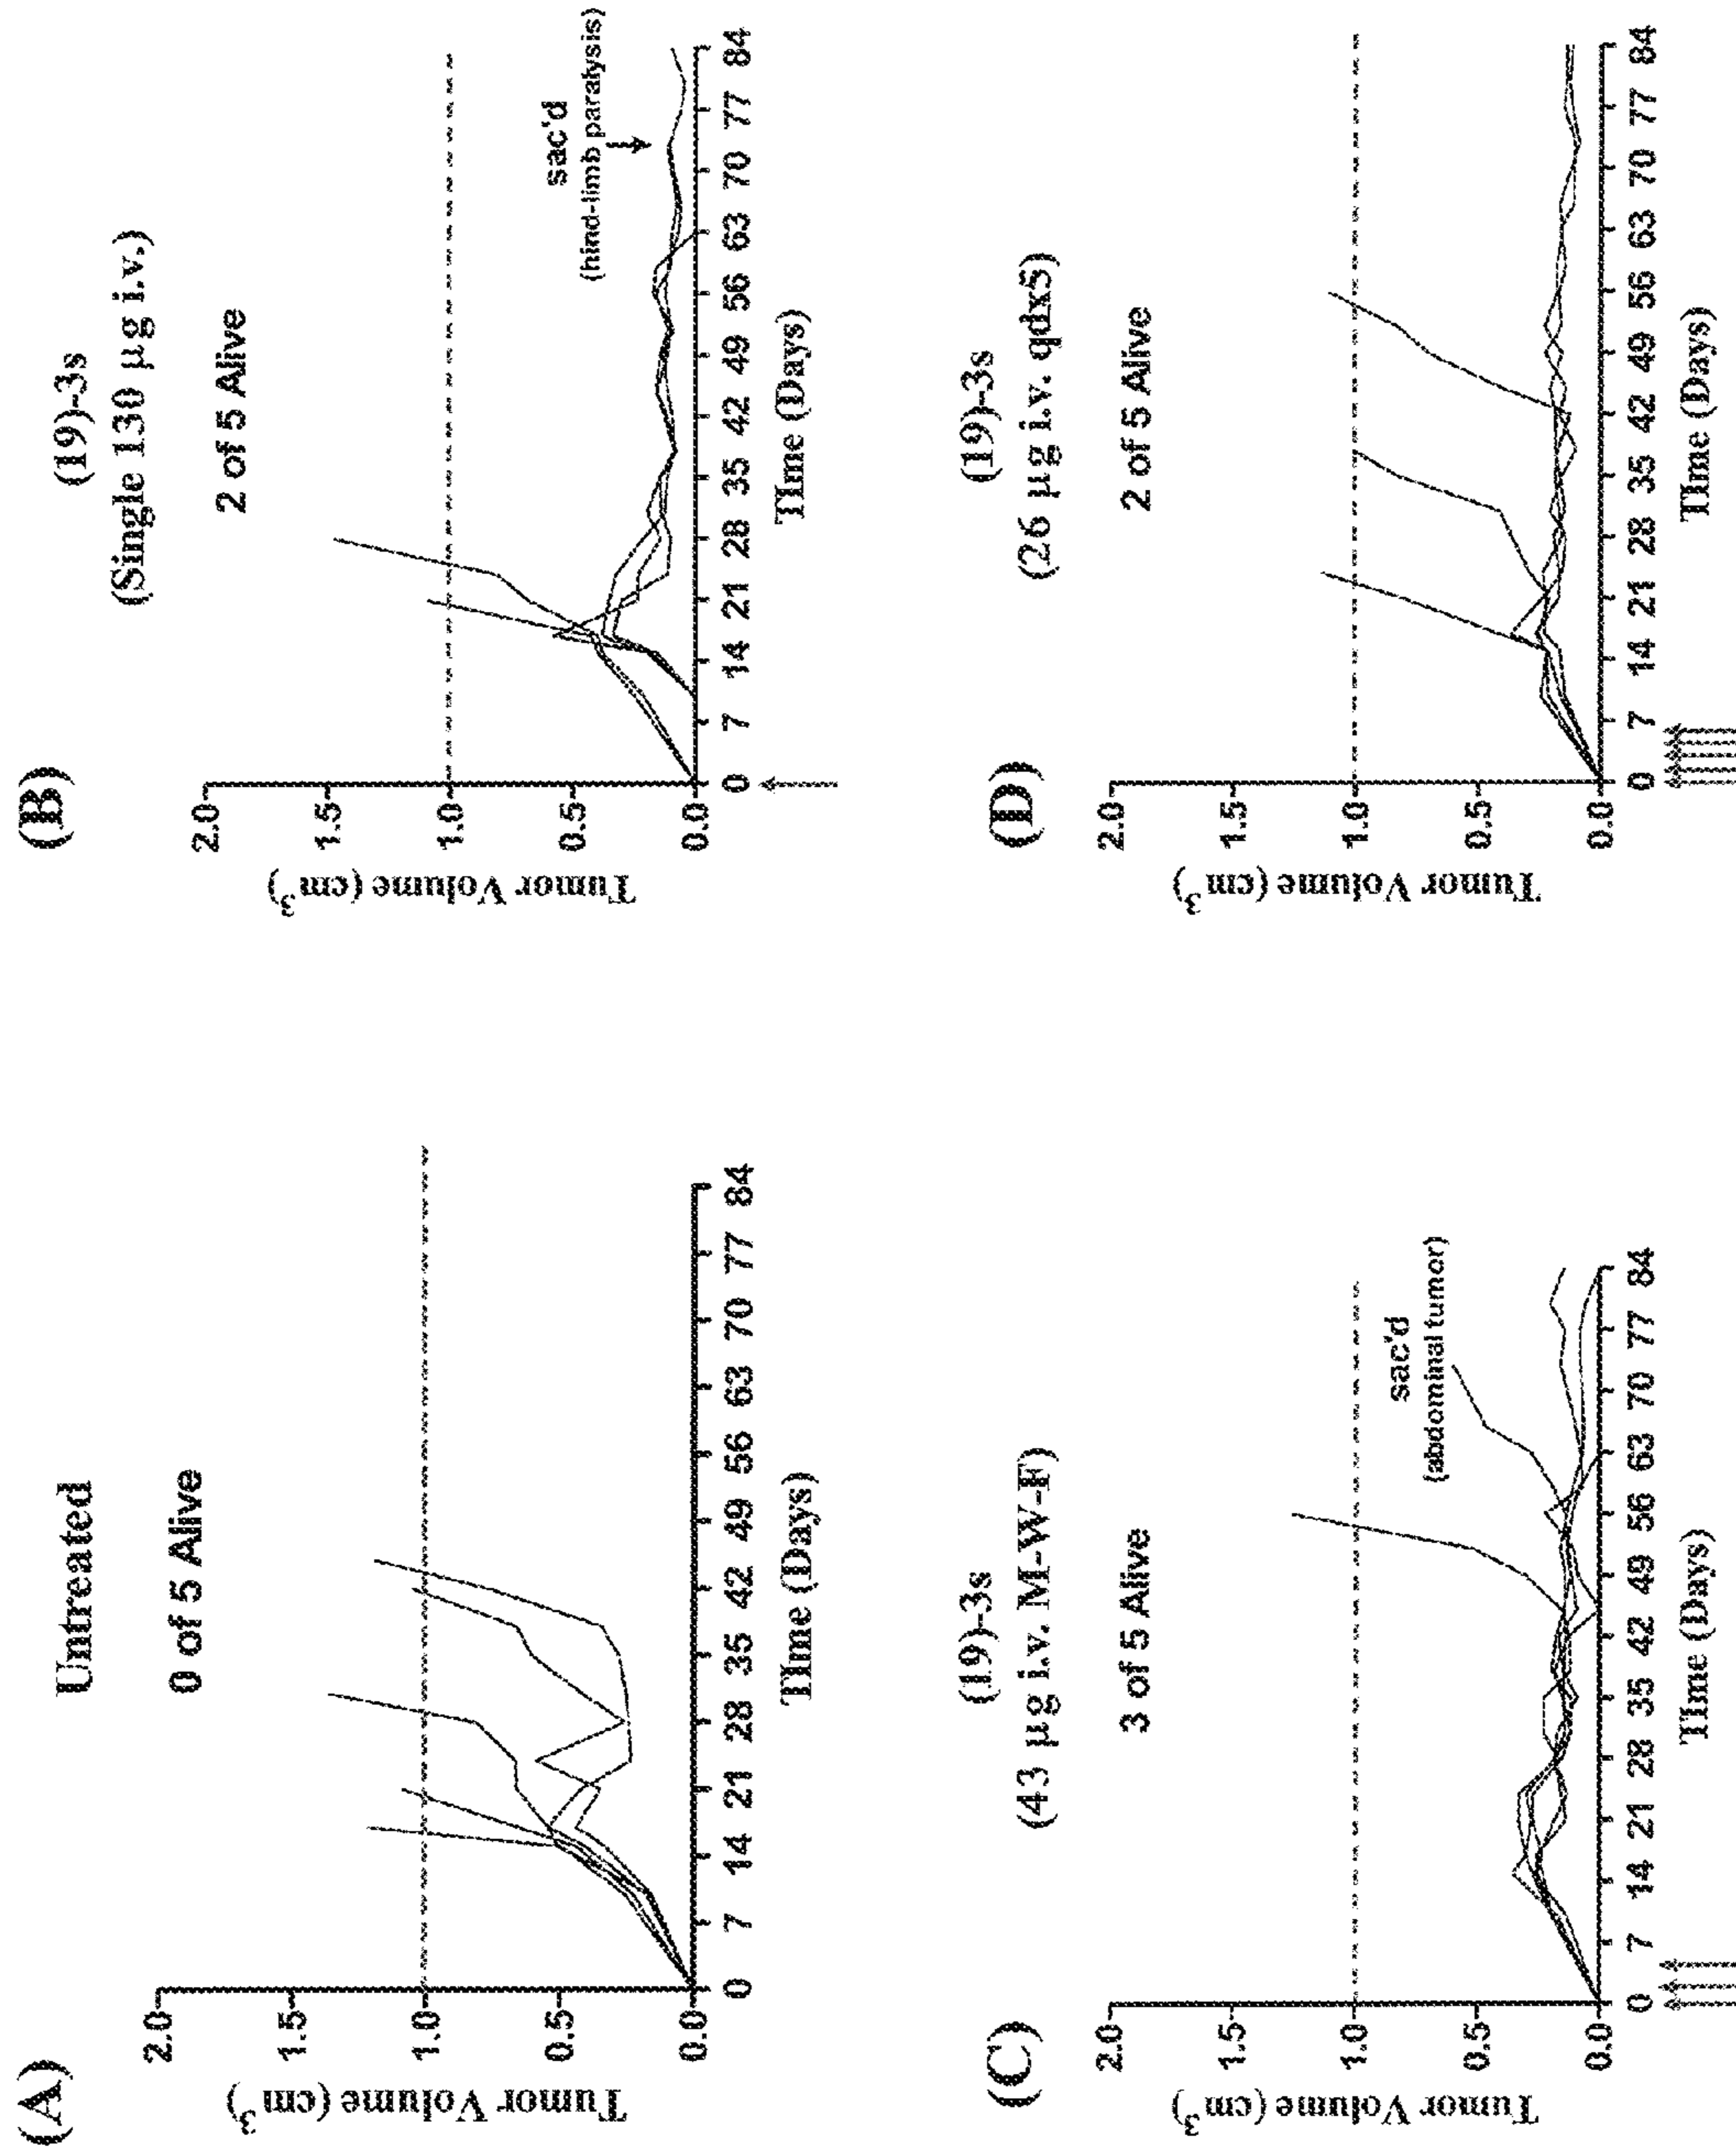 (A)
Untreated
0 of 5 Alive
Tumor Volume (cm³)
2.0
1.5
1.0
0.5
0.0
0 7 14 21 28 35 42 49 56 63 70 77 84
TIme (Days)
(B)
(19)-3s
(Single 130 µg i.v.)
2 of 5 Alive
sac'd
(hind-limb paralysis)
Tumor Volume (cm³)
2.0
1.5
1.0
0.5
0.0
0 7 14 21 28 35 42 49 56 63 70 77 84
TIme (Days)
(C)
(19)-3s
(43 µg i.v. M-W-F)
3 of 5 Alive
sac'd
(abdominal tumor)
Tumor Volume (cm³)
2.0
1.5
1.0
0.5
0.0
0 7 14 21 28 35 42 49 56 63 70 77 84
TIme (Days)
(D)
(19)-3s
(26 µg i.v. qdx5)
2 of 5 Alive
Tumor Volume (cm³)
2.0
1.5
1.0
0.5
0.0
0 7 14 21 28 35 42 49 56 63 70 77 84
TIme (Days)